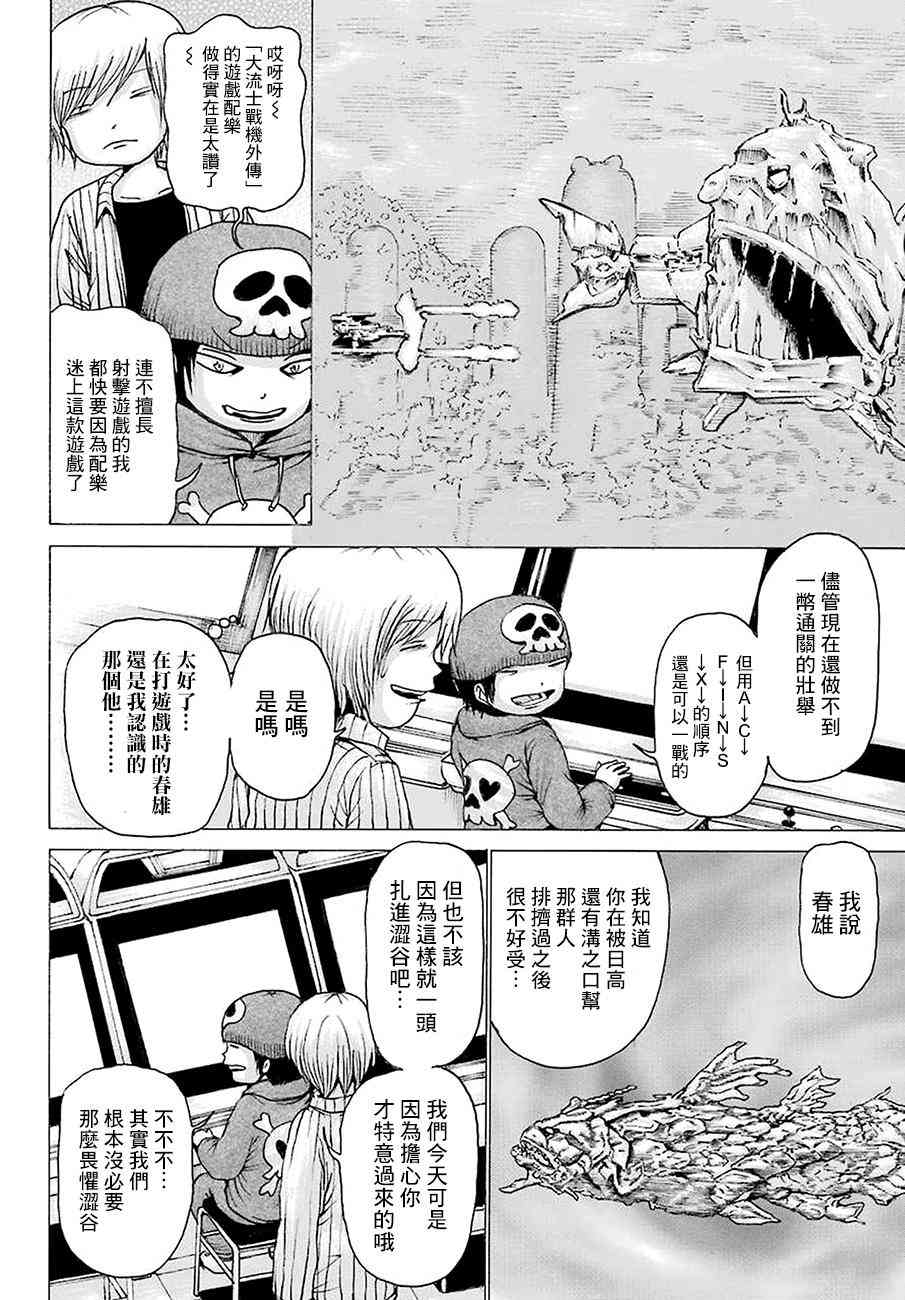 哎呀呀～
「大流士戰機外傳」
的遊戲配樂
做得實在是太讚了
連不擅長
射擊遊戲的我
都快要因為配樂
迷上這款遊戲了
儘管現在還做不到
一幣通關的壯舉
但用A→C→
F→I→N→S
→X→的順序
還是可以一戰的
是嗎
是嗎
太好了…
在打遊戲時的春雄
還是我認識的
那個他………
我說
春雄
我知道
你在被日高
還有溝之口幫
那群人
排擠過之後
很不好受…
但也不該
因為這樣就一頭
扎進澀谷吧…
我們今天可是
因為擔心你
才特意過來的哦
不不不…
其實我們
根本沒必要
那麼畏懼澀谷